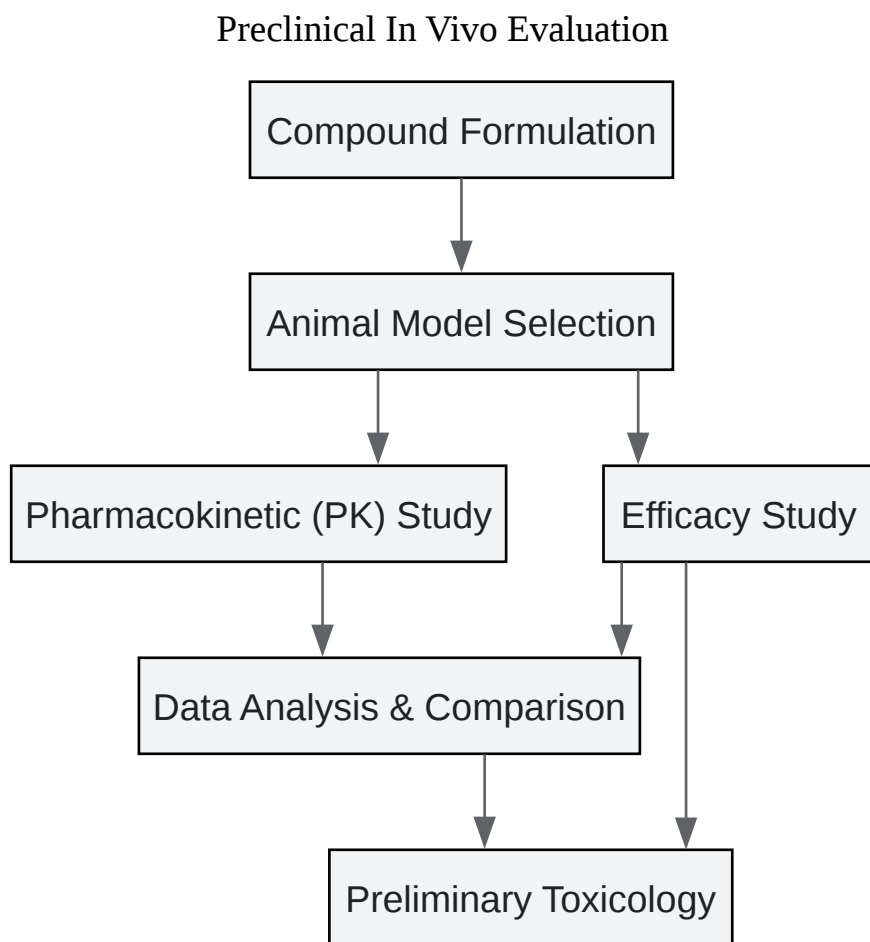 Preclinical In Vivo Evaluation
Compound Formulation
Animal Model Selection
Pharmacokinetic (PK) Study
Efficacy Study
Data Analysis & Comparison
Preliminary Toxicology